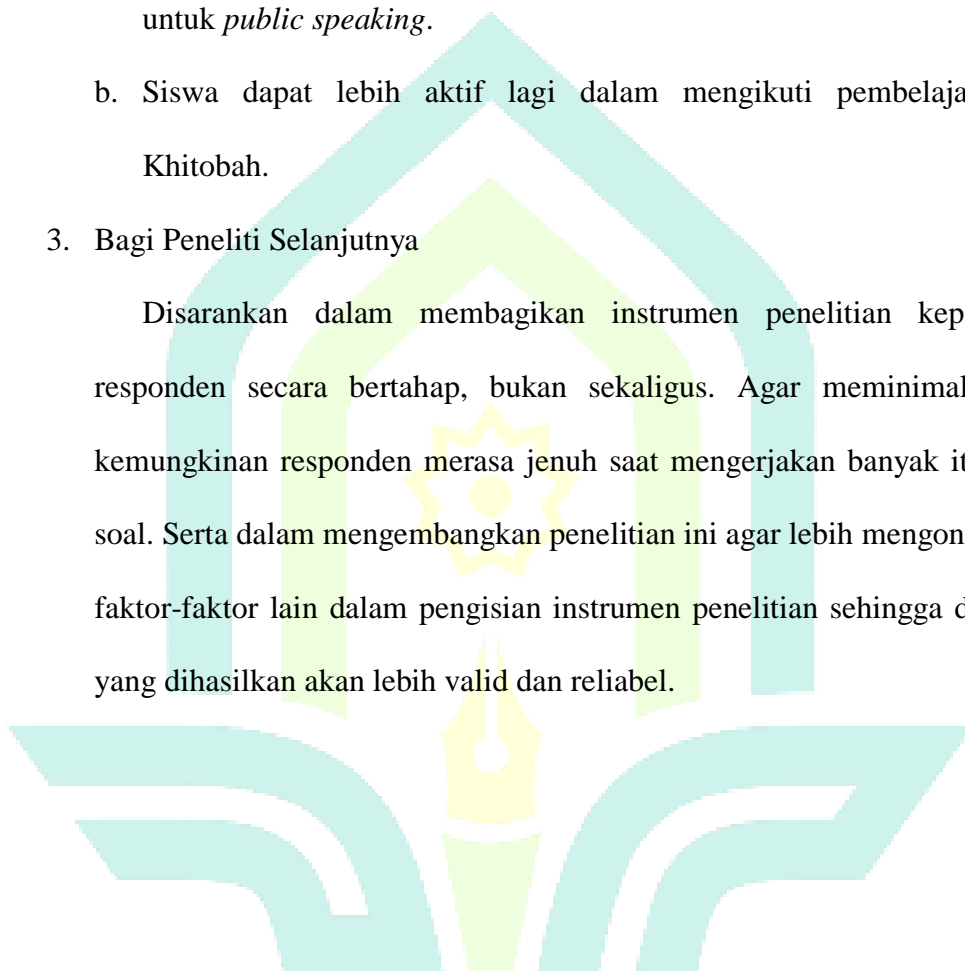 untuk public speaking.
b. Siswa dapat lebih aktif lagi dalam mengikuti pembelaja
Khitobah.
3. Bagi Peneliti Selanjutnya
Disarankan dalam membagikan instrumen penelitian kep
responden secara bertahap, bukan sekaligus. Agar meminimal
kemungkinan responden merasa jenuh saat mengerjakan banyak it
soal. Serta dalam mengembangkan penelitian ini agar lebih mengon
faktor-faktor lain dalam pengisian instrumen penelitian sehingga d
yang dihasilkan akan lebih valid dan reliabel.